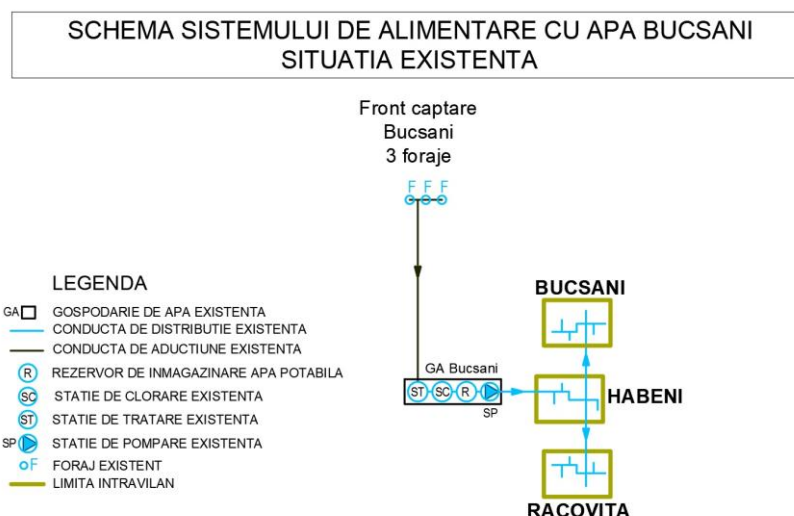 SCHEMA SISTEMULUI DE ALIMENTARE CU APA BUCSANI
SITUATIA EXISTENTA
Front captare
Bucsani
3 foraje
F F F
LEGENDA
GA GOSPODARIE DE APA EXISTENTA
CONDUCTA DE DISTRIBUTIE EXISTENTA
CONDUCTA DE ADUCTIUNE EXISTENTA
R REZERVOR DE INMAGAZINARE APA POTABILA
SC STATIE DE CLORARE EXISTENTA
ST STATIE DE TRATARE EXISTENTA
SP STATIE DE POMPARE EXISTENTA
F FORAJ EXISTENT
LIMITA INTRAVILAN
BUCSANI
GA Bucsani
ST SC R
SP
HABENI
RACOVITA